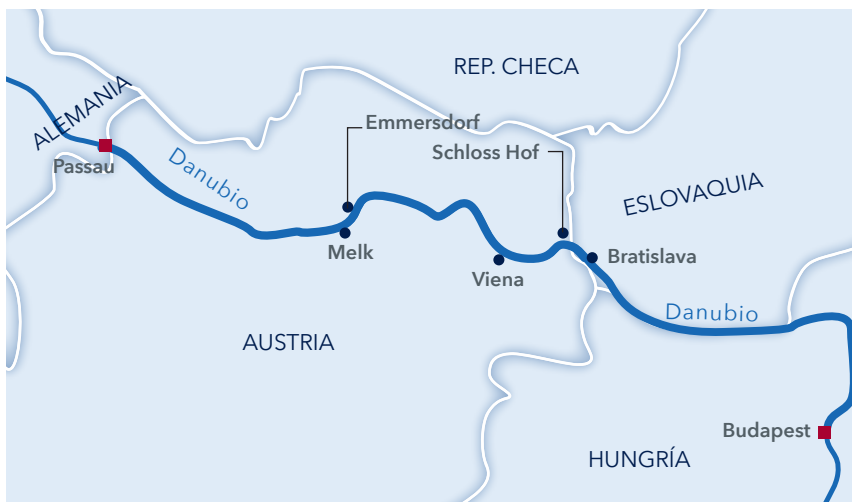 REP. CHECA
ALEMANIA
Emmersdorf
Schloss Hof
Passau
Danubio
ESLOVAQUIA
Melk
Viena
Bratislava
Danubio
AUSTRIA
Budapest
HUNGRÍA